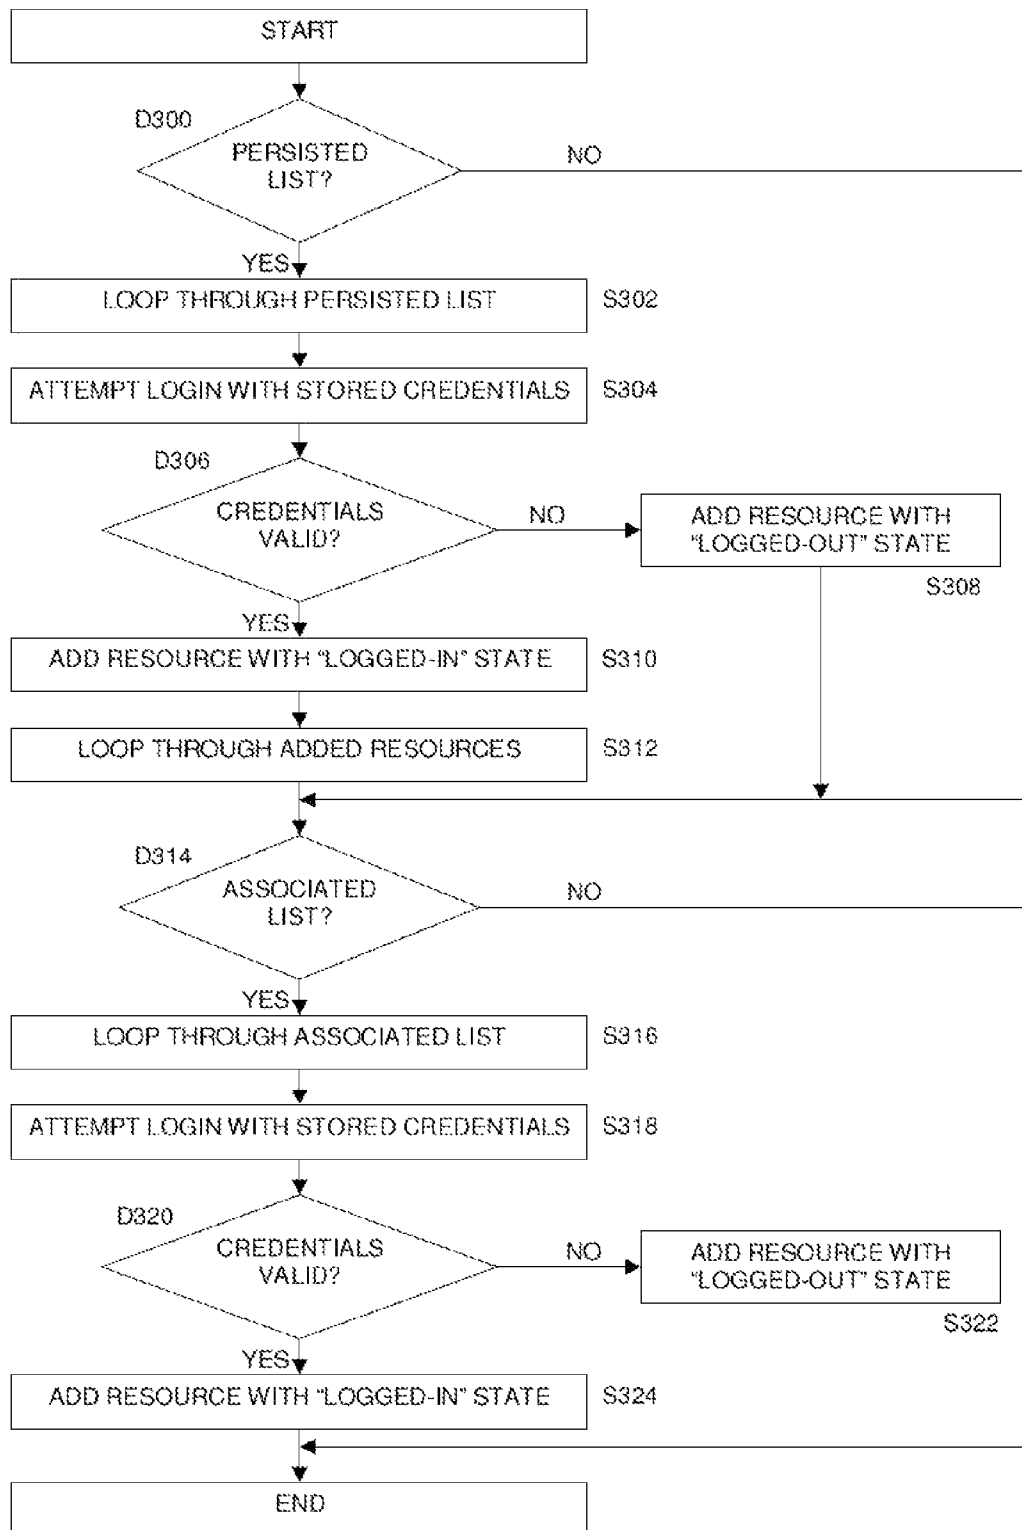 START
D300
PERSISTED
LIST?
NO
YES
LOOP THROUGH PERSISTED LIST
S302
ATTEMPT LOGIN WITH STORED CREDENTIALS
S304
D306
CREDENTIALS
VALID?
NO
ADD RESOURCE WITH
"LOGGED-OUT" STATE
S308
YES
ADD RESOURCE WITH "LOGGED-IN" STATE
S310
LOOP THROUGH ADDED RESOURCES
S312
D314
ASSOCIATED
LIST?
NO
YES
LOOP THROUGH ASSOCIATED LIST
S316
ATTEMPT LOGIN WITH STORED CREDENTIALS
S318
D320
CREDENTIALS
VALID?
NO
ADD RESOURCE WITH
"LOGGED-OUT" STATE
S322
YES
ADD RESOURCE WITH "LOGGED-IN" STATE
S324
END